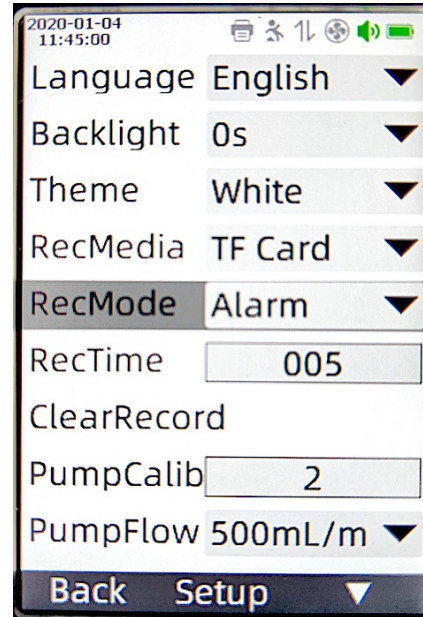 2020-01-04
11:45:00
Language English
Backlight 0s
Theme White
RecMedia TF Card
RecMode Alarm
RecTime 005
ClearRecord
PumpCalib 2
PumpFlow 500mL/m
Back Setup